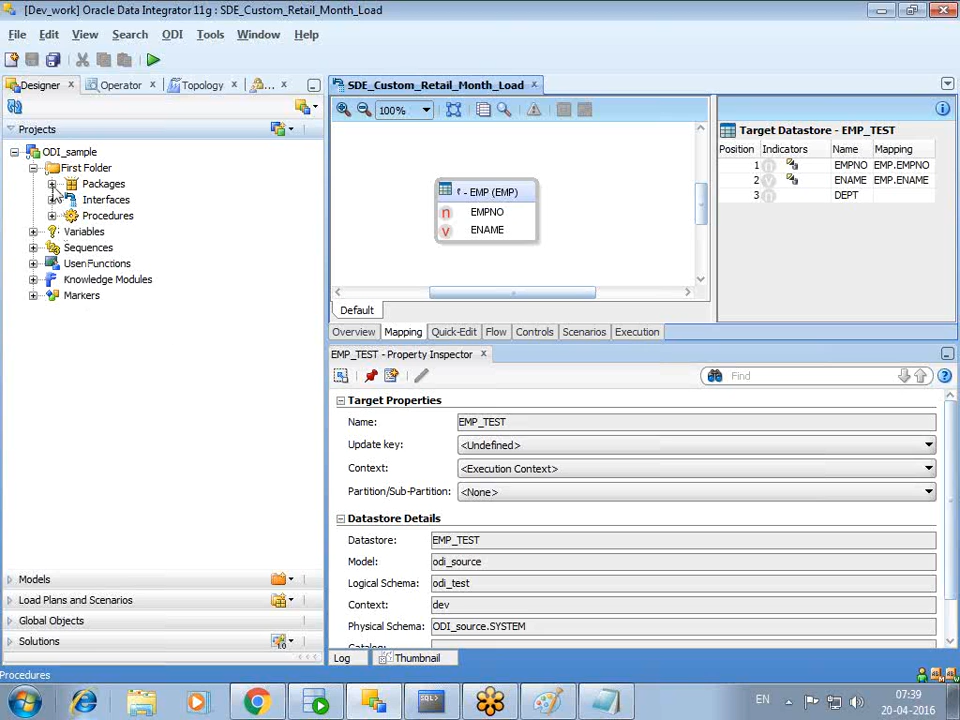 [Dev_work] Oracle Data Integrator 11g : SDE_Custom_Retail_Month_Load
File Edit View Search ODI Tools Window Help
Designer × Operator × Topology × ... ×
SDE_Custom_Retail_Month_Load
100%
Projects
ODI_sample
First Folder
Packages
Interfaces
Procedures
Variables
Sequences
User Functions
Knowledge Modules
Markers
- EMP (EMP)
n EMPNO
v ENAME
Default
Target Datastore - EMP_TEST
Position Indicators Name Mapping
1 n EMPNO EMP.EMPNO
2 v ENAME EMP.ENAME
3 n DEPT
Overview Mapping Quick-Edit Flow Controls Scenarios Execution
EMP_TEST - Property Inspector
Find
Target Properties
Name: EMP_TEST
Update key: <Undefined>
Context: <Execution Context>
Partition/Sub-Partition: <None>
Datastore Details
Datastore: EMP_TEST
Model: odi_source
Logical Schema: odi_test
Context: dev
Physical Schema: ODI_source.SYSTEM
Log Thumbnail
Models
Load Plans and Scenarios
Global Objects
Solutions
Procedures
EN
07:39
20-04-2016